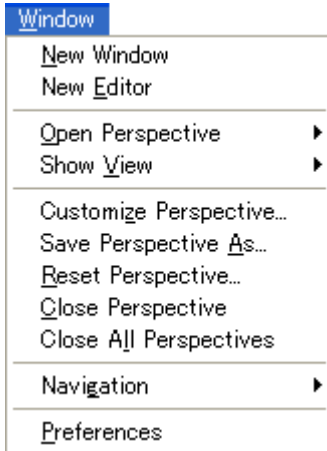 Window
New Window
New Editor
Open Perspective
Show View
Customize Perspective...
Save Perspective As...
Reset Perspective...
Close Perspective
Close All Perspectives
Navigation
Preferences